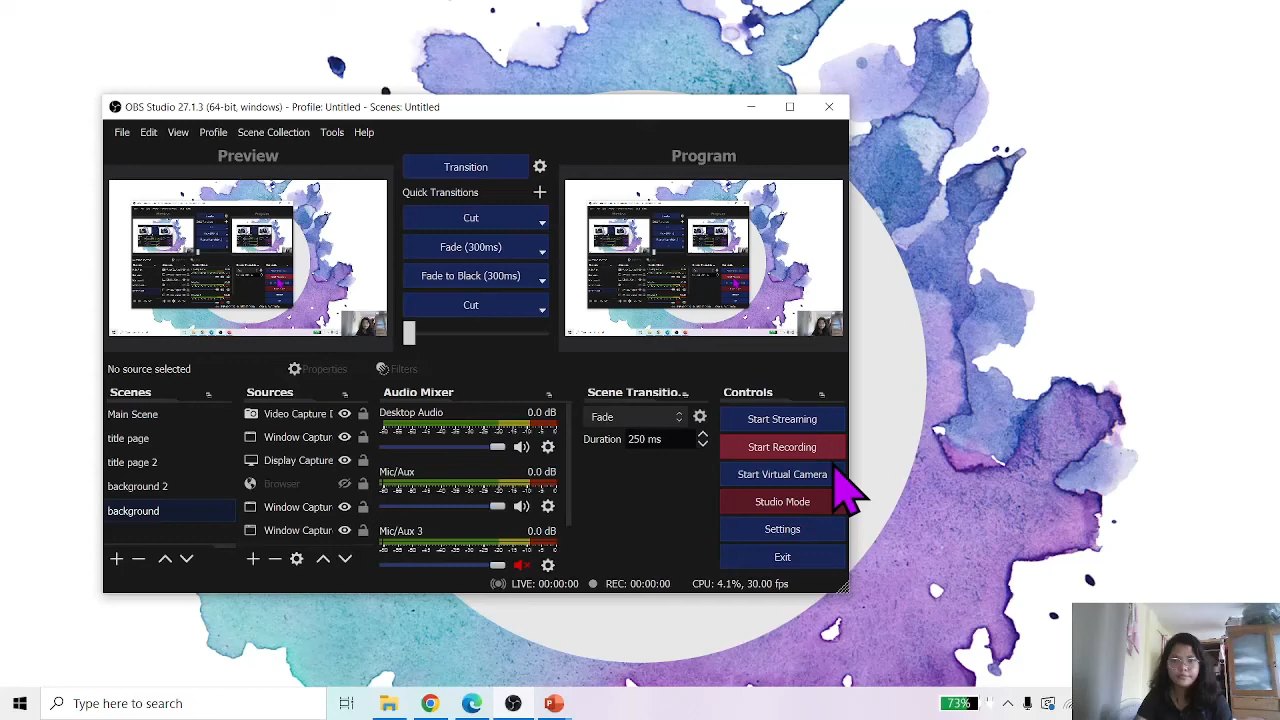 OBS Studio 27.1.3 (64-bit, windows) - Profile: Untitled - Scenes: Untitled
File Edit View Profile Scene Collection Tools Help
Preview
Transition
Quick Transitions
Cut
Fade (300ms)
Fade to Black (300ms)
Cut
Program
No source selected
Properties
Filters
Scenes
Main Scene
title page
title page 2
background 2
background
Sources
Video Capture D
Window Captur
Display Capture
Browser
Window Captur
Window Captur
Audio Mixer
Desktop Audio 0.0 dB
Mic/Aux 0.0 dB
Mic/Aux 3 0.0 dB
Scene Transitio...
Fade
Duration 250 ms
Controls
Start Streaming
Start Recording
Start Virtual Camera
Studio Mode
Settings
Exit
LIVE: 00:00:00 REC: 00:00:00 CPU: 4.1%, 30.00 fps
Type here to search
73%